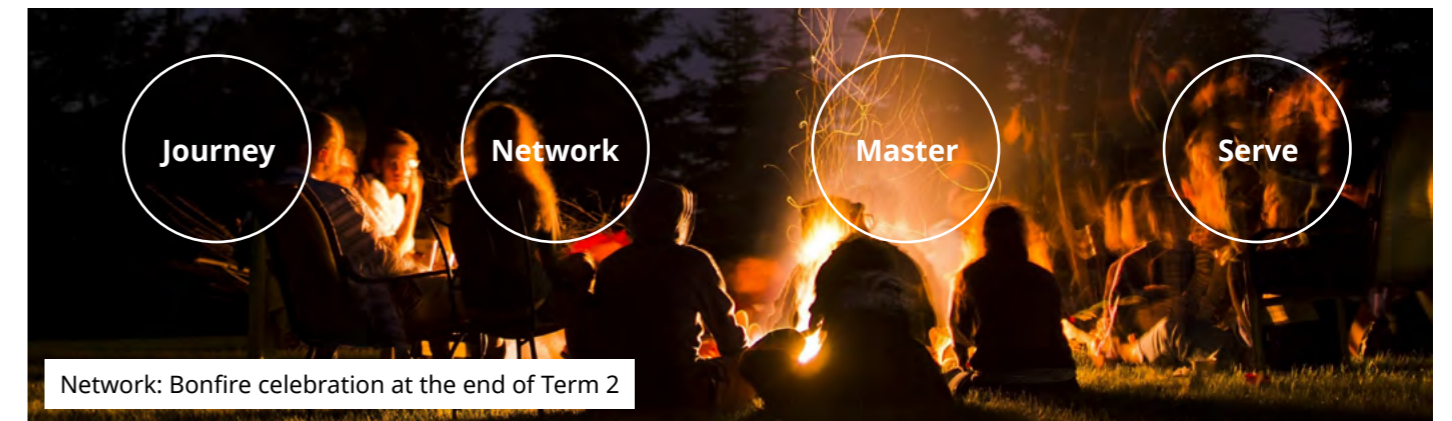 Journey
Network
Master
Serve
Network: Bonfire celebration at the end of Term 2